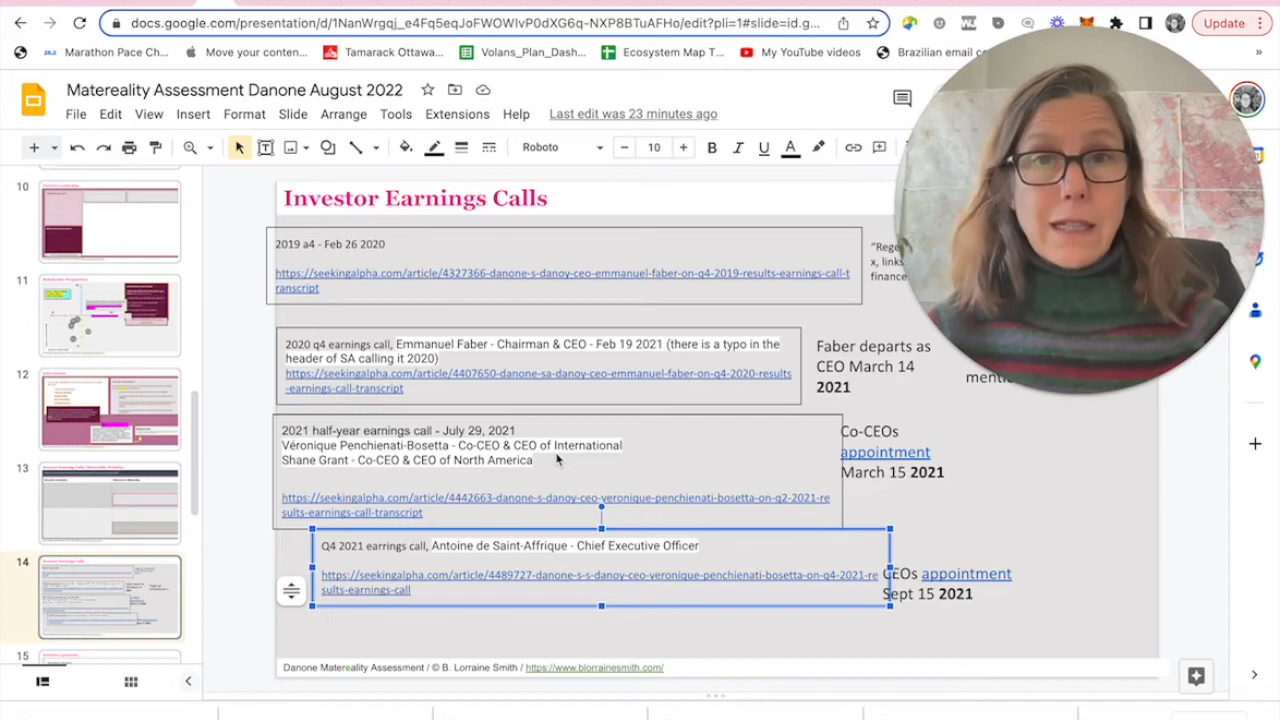 docs.google.com/presentation/d/1NanWrgqj_e4Fq5eqJoFWOWIvP0dXG6q-NXP8BTuAFHo/edit?pli=1#slide=id.g...
Update
Marathon Pace Ch...
Move your conten...
Tamarack Ottawa...
Volans_Plan_Dash...
Ecosystem Map T...
My YouTube videos
Brazilian email co
»
Matereality Assessment Danone August 2022
File Edit View Insert Format Slide Arrange Tools Extensions Help Last edit was 23 minutes ago
Roboto
10
10
11
12
13
14
15
Investor Earnings Calls
2019 a4 - Feb 26 2020
https://seekingalpha.com/article/4327366-danone-s-danoy-ceo-emmanuel-faber-on-q4-2019-results-earnings-call-t
ranscript
"Rege
x, links
finance
2020 q4 earnings call, Emmanuel Faber - Chairman & CEO - Feb 19 2021 (there is a typo in the
header of SA calling it 2020)
https://seekingalpha.com/article/4407650-danone-sa-danoy-ceo-emmanuel-faber-on-q4-2020-results
-earnings-call-transcript
Faber departs as
CEO March 14
2021
mentio
2021 half-year earnings call - July 29, 2021
Véronique Penchienati-Bosetta - Co-CEO & CEO of International
Shane Grant - Co-CEO & CEO of North America
https://seekingalpha.com/article/4442663-danone-s-danoy-ceo-veronique-penchienati-bosetta-on-q2-2021-re
sults-earnings-call-transcript
Co-CEOs
appointment
March 15 2021
Q4 2021 earrings call, Antoine de Saint-Affrique - Chief Executive Officer
https://seekingalpha.com/article/4489727-danone-s-s-danoy-ceo-veronique-penchienati-bosetta-on-q4-2021-re
sults-earnings-call
CEOs appointment
Sept 15 2021
Danone Matereality Assessment / © B. Lorraine Smith / https://www.blorrainesmith.com/